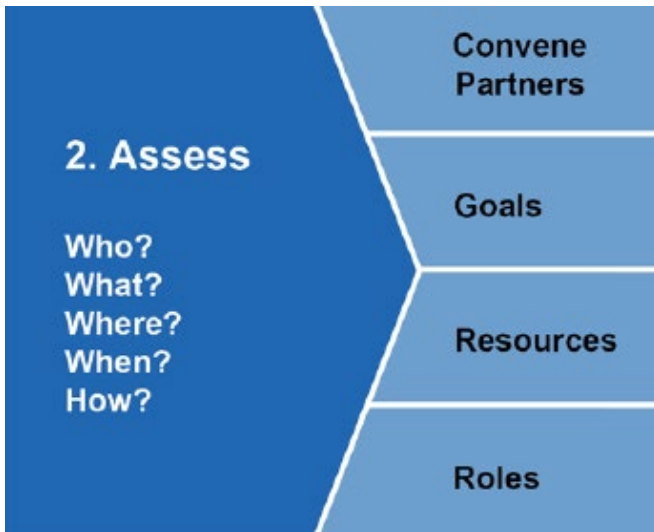 2. Assess
Who?
What?
Where?
When?
How?
Convene
Partners
Goals
Resources
Roles